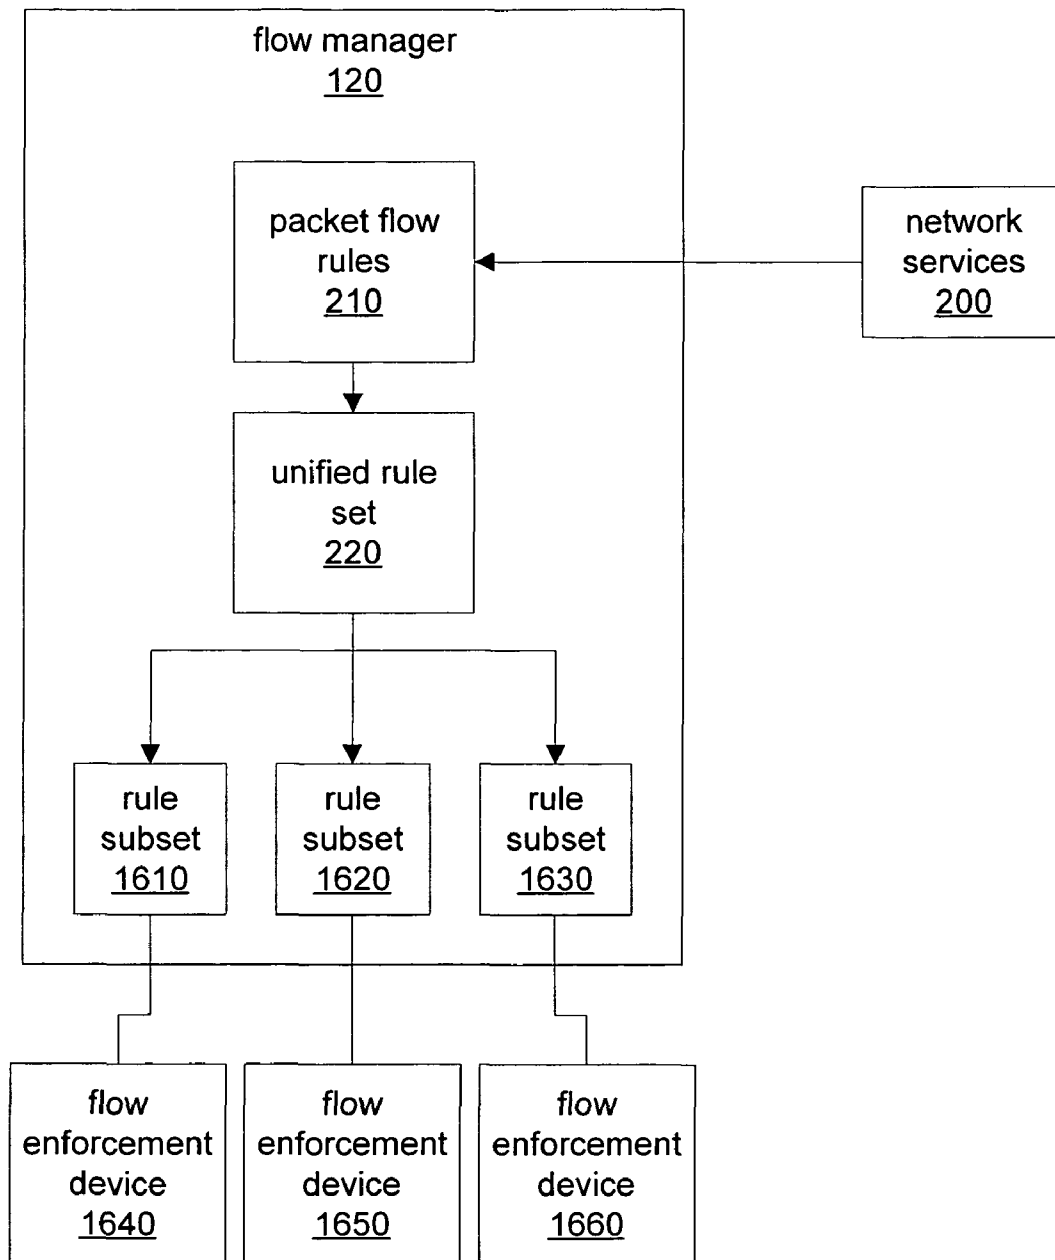 flow manager
120
packet flow
rules
210
network
services
200
unified rule
set
220
rule
subset
1610
rule
subset
1620
rule
subset
1630
flow
enforcement
device
1640
flow
enforcement
device
1650
flow
enforcement
device
1660